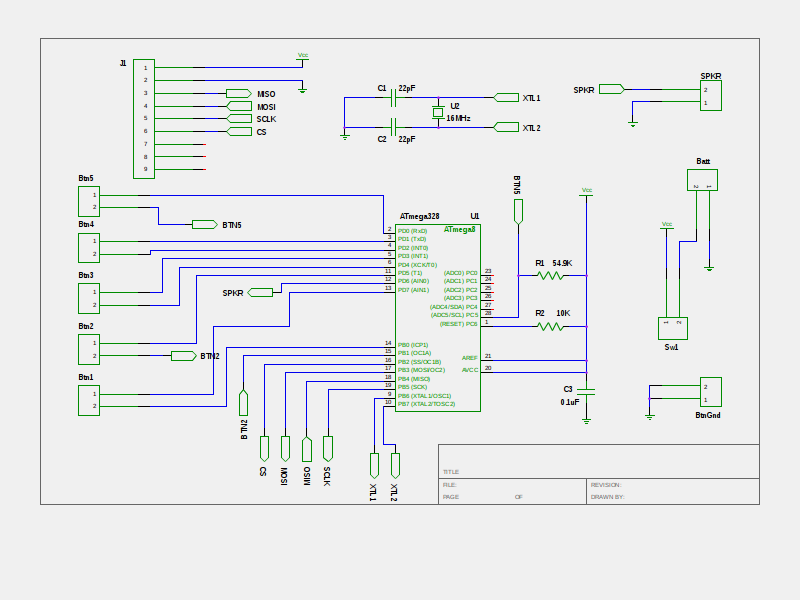 J1
1
2
3
4
5
6
7
8
9
Vcc
MISO
MOSI
SCLK
CS
C1 22pF
U2
16MHz
C2 22pF
XTL1
XTL2
SPKR
SPKR
2
1
Batt
2 1
Vcc
1 2
Sw1
Btn5
1
2
BTN5
Btn4
1
2
Btn3
1
2
SPKR
Btn2
1
2
BTN2
Btn1
1
2
ATmega328 U1
ATmega8
2 PD0 (RxD)
3 PD1 (TxD)
4 PD2 (INT0)
5 PD3 (INT1)
6 PD4 (XCK/T0)
11 PD5 (T1)
12 PD6 (AIN0)
13 PD7 (AIN1)
(ADC0) PC0 23
(ADC1) PC1 24
(ADC2) PC2 25
(ADC3) PC3 26
(ADC4/SDA) PC4 27
(ADC5/SCL) PC5 28
(RESET) PC6 1
14 PB0 (ICP1)
15 PB1 (OC1A)
16 PB2 (SS/OC1B)
17 PB3 (MOSI/OC2)
18 PB4 (MISO)
19 PB5 (SCK)
9 PB6 (XTAL1/OSC1)
10 PB7 (XTAL2/TOSC2)
AREF 21
AVCC 20
BTN5
Vcc
R1 54.9K
R2 10K
C3
0.1uF
2
1
BtnGnd
BTN2
CS
MOSI
MISO
SCLK
XTL1
XTL2
TITLE
FILE:
REVISION:
PAGE OF
DRAWN BY: